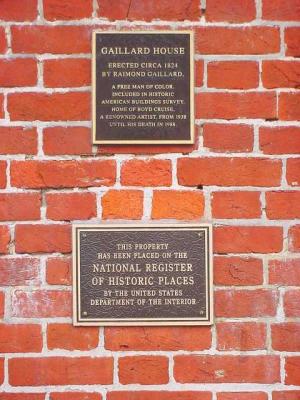 GAILLARD HOUSE
ERECTED CIRCA 1824
BY RAIMOND GAILLARD,
A FREE MAN OF COLOR.
INCLUDED IN HISTORIC
AMERICAN BUILDINGS SURVEY.
HOME OF BOYD CRUISE,
A RENOWNED ARTIST, FROM 1938
UNTIL HIS DEATH IN 1988.
THIS PROPERTY
HAS BEEN PLACED ON THE
NATIONAL REGISTER
OF HISTORIC PLACES
BY THE UNITED STATES
DEPARTMENT OF THE INTERIOR